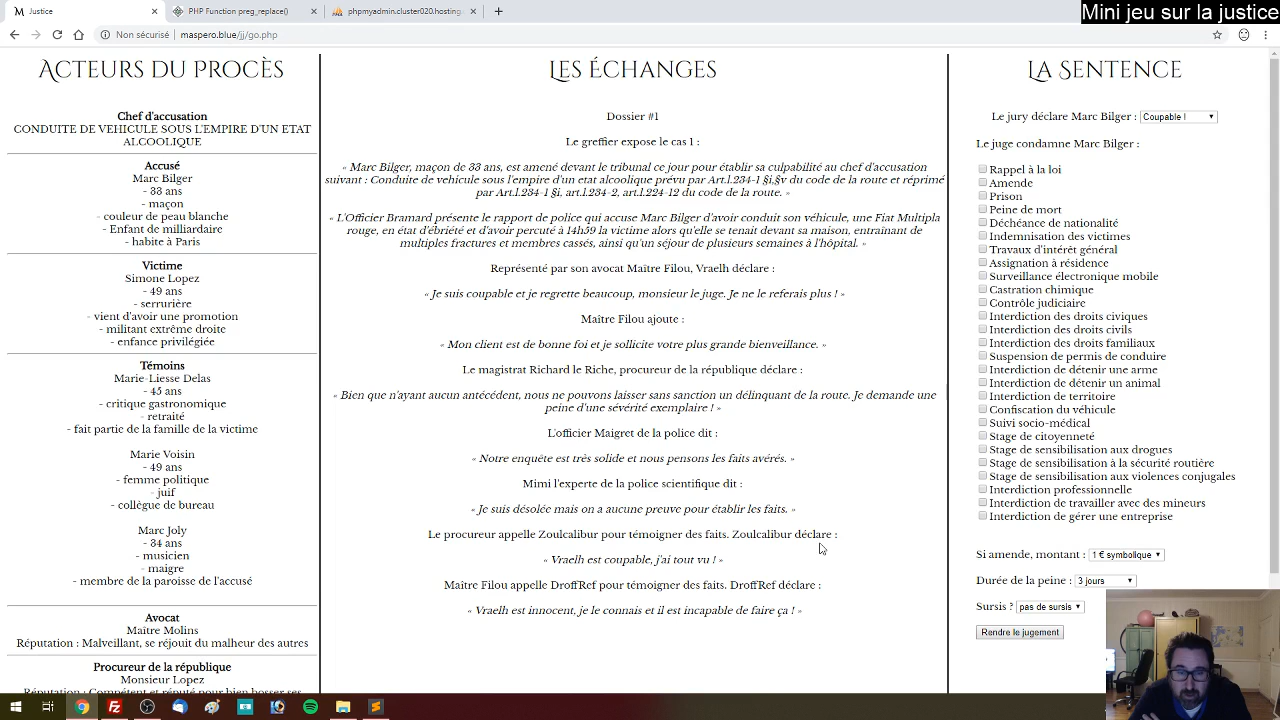 Justice
PHP Function preg_replace()
phpmyadmin.cluster020.hosting
Mini jeu sur la justice
Non sécurisé
maspero.blue/jj/go.php
Acteurs du procès
Chef d'accusation
CONDUITE DE VEHICULE SOUS L'EMPIRE D'UN ETAT
ALCOOLIQUE
Accusé
Marc Bilger
- 33 ans
- maçon
- couleur de peau blanche
- Enfant de milliardaire
- habite à Paris
Victime
Simone Lopez
- 49 ans
- serrurière
- vient d'avoir une promotion
- militant extrême droite
- enfance privilégiée
Témoins
Marie-Liesse Delas
- 45 ans
- critique gastronomique
- retraité
- fait partie de la famille de la victime
Marie Voisin
- 49 ans
- femme politique
- juif
- collègue de bureau
Marc Joly
- 34 ans
- musicien
- maigre
- membre de la paroisse de l'accusé
Avocat
Maître Molins
Réputation : Malveillant, se réjouit du malheur des autres
Procureur de la république
Monsieur Lopez
Réputation : Compétent et réputé pour bien bosser ses
Les échanges
Dossier #1
Le greffier expose le cas 1 :
« Marc Bilger, maçon de 33 ans, est amené devant le tribunal ce jour pour établir sa culpabilité au chef d'accusation
suivant : Conduite de vehicule sous l'empire d'un etat alcoolique prévu par Art.l.234-1 §i,§v du code de la route et réprimé
par Art.l.234-1 §i, art.l.234-2, art.l.224-12 du code de la route. »
« L'Officier Bramard présente le rapport de police qui accuse Marc Bilger d'avoir conduit son véhicule, une Fiat Multipla
rouge, en état d'ébriété et d'avoir percuté à 14h59 la victime alors qu'elle se tenait devant sa maison, entraînant de
multiples fractures et membres cassés, ainsi qu'un séjour de plusieurs semaines à l'hôpital. «
Représenté par son avocat Maître Filou, Vraelh déclare :
« Je suis coupable et je regrette beaucoup, monsieur le juge. Je ne le referais plus ! »
Maître Filou ajoute :
« Mon client est de bonne foi et je sollicite votre plus grande bienveillance. »
Le magistrat Richard le Riche, procureur de la république déclare :
« Bien que n'ayant aucun antécédent, nous ne pouvons laisser sans sanction un délinquant de la route. Je demande une
peine d'une sévérité exemplaire ! »
L'officier Maigret de la police dit :
« Notre enquête est très solide et nous pensons les faits avérés. »
Mimi l'experte de la police scientifique dit :
« Je suis désolée mais on a aucune preuve pour établir les faits. »
Le procureur appelle Zoulcalibur pour témoigner des faits. Zoulcalibur déclare :
« Vraelh est coupable, j'ai tout vu ! »
Maître Filou appelle DroffRef pour témoigner des faits. DroffRef déclare :
« Vraelh est innocent, je le connais et il est incapable de faire ça ! »
La Sentence
Le jury déclare Marc Bilger : Coupable !
Le juge condamne Marc Bilger :
Rappel à la loi
Amende
Prison
Peine de mort
Déchéance de nationalité
Indemnisation des victimes
Travaux d'intérêt général
Assignation à résidence
Surveillance électronique mobile
Castration chimique
Contrôle judiciaire
Interdiction des droits civiques
Interdiction des droits civils
Interdiction des droits familiaux
Suspension de permis de conduire
Interdiction de détenir une arme
Interdiction de détenir un animal
Interdiction de territoire
Confiscation du véhicule
Suivi socio-médical
Stage de citoyenneté
Stage de sensibilisation aux drogues
Stage de sensibilisation à la sécurité routière
Stage de sensibilisation aux violences conjugales
Interdiction professionnelle
Interdiction de travailler avec des mineurs
Interdiction de gérer une entreprise
Si amende, montant : 1 € symbolique
Durée de la peine : 3 jours
Sursis ? pas de sursis
Rendre le jugement